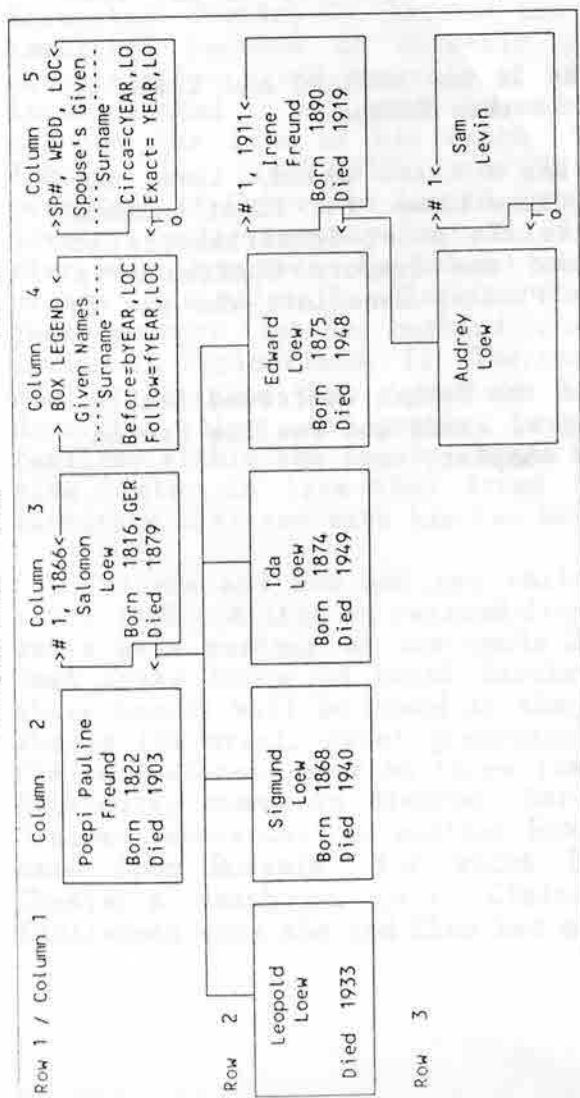 Row 1 / Column 1
Column 2
Column 3
Column 4
Column 5
Poepi Pauline
Freund
Born 1822
Died 1903
># 1, 1866<
Salomon
Loew
Born 1816,GER
< Died 1879
> BOX LEGEND <
Given Names
Surname
Before=bYEAR,LOC
Follow=fYEAR,LOC
>SP#, WEDD, LOC<
Spouse's Given
Surname
Circa=cYEAR,LO
< Exact= YEAR,LO
0
Row 2
Leopold
Loew
Died 1933
Sigmund
Loew
Born 1868
Died 1940
Ida
Loew
Born 1874
Died 1949
Edward
Loew
Born 1875
Died 1948
># 1 1911<
Irene
Freund
Born 1890
< Died 1919
Row 3
Audrey
Loew
># 1<
Sam
Levin
<
0